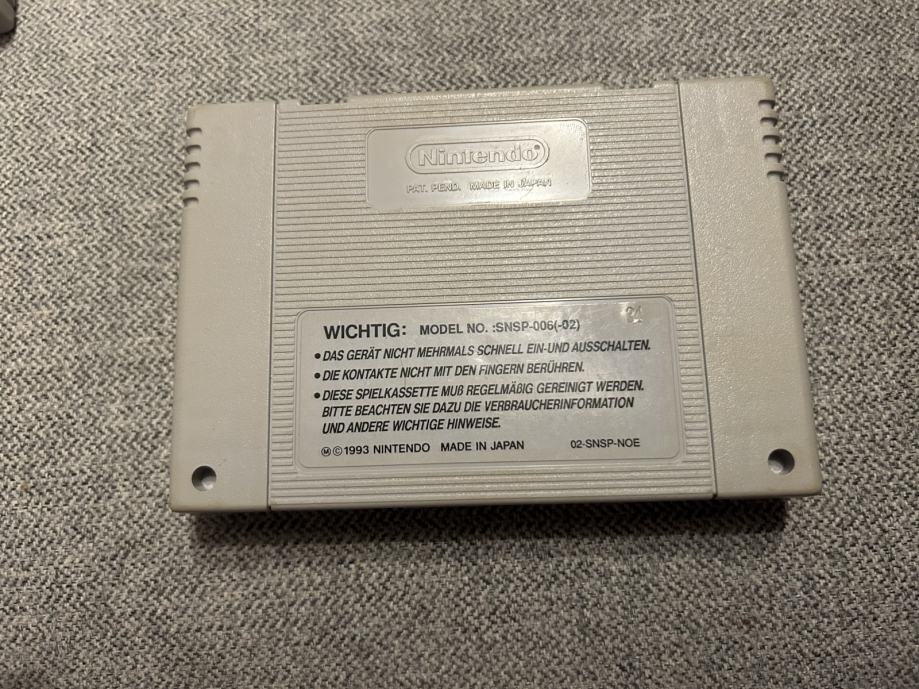 Nintendo
PAT. PEND. MADE IN JAPAN
WICHTIG: MODEL NO. :SNSP-006(-02)
• DAS GERÄT NICHT MEHRMALS SCHNELL EIN-UND AUSSCHALTEN.
• DIE KONTAKTE NICHT MIT DEN FINGERN BERÜHREN.
• DIESE SPIELKASSETTE MUß REGELMÄßIG GEREINIGT WERDEN.
BITTE BEACHTEN SIE DAZU DIE VERBRAUCHERINFORMATION
UND ANDERE WICHTIGE HINWEISE.
Ⓜ©1993 NINTENDO MADE IN JAPAN 02-SNSP-NOE